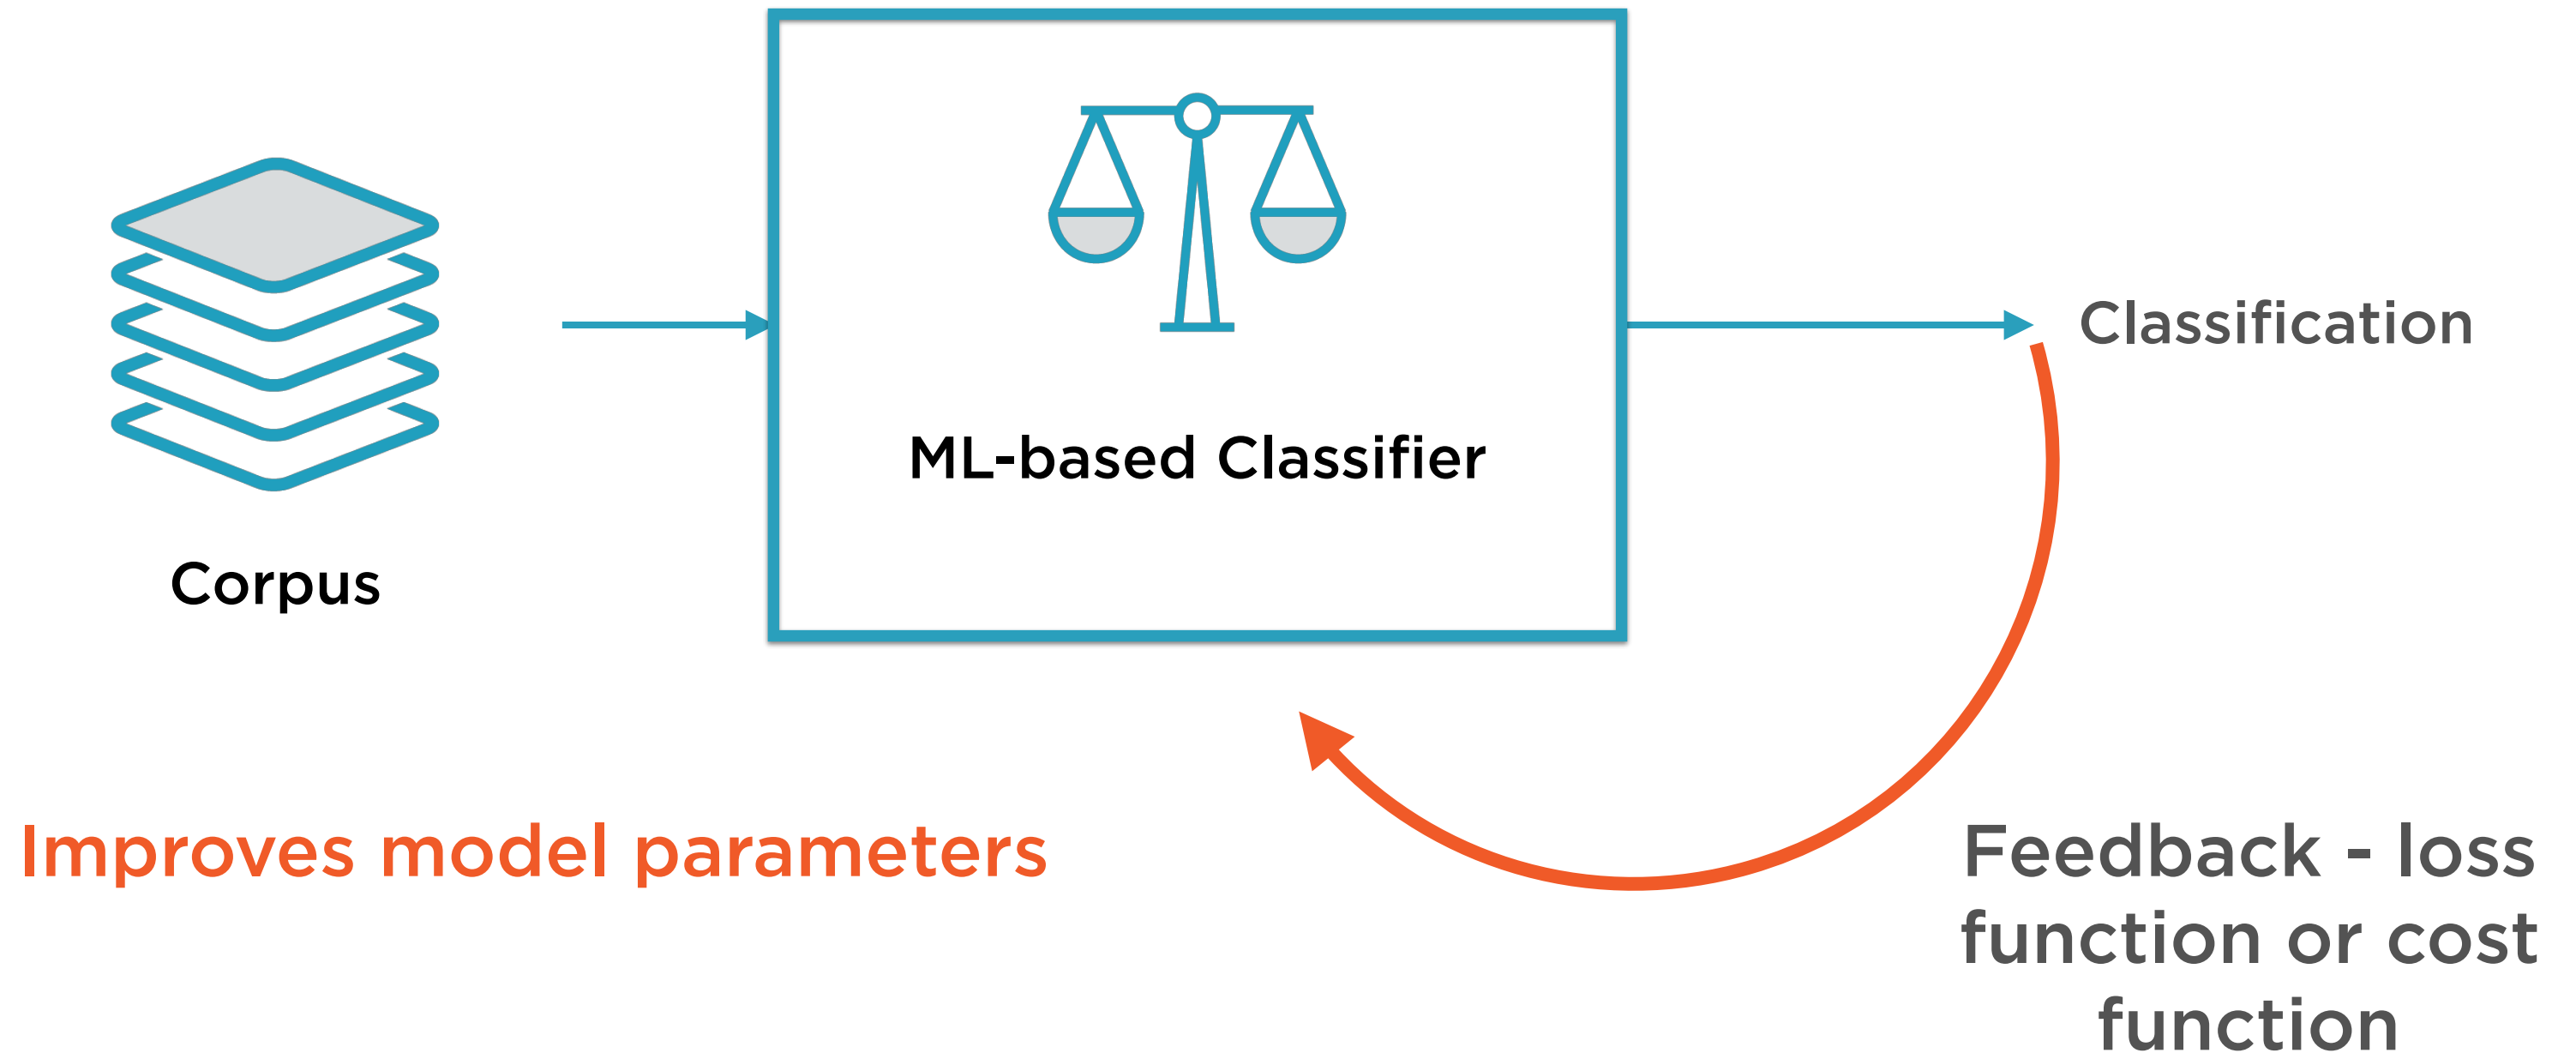 Classification
ML-based Classifier
Corpus
Improves model parameters
Feedback - loss
function or cost
function